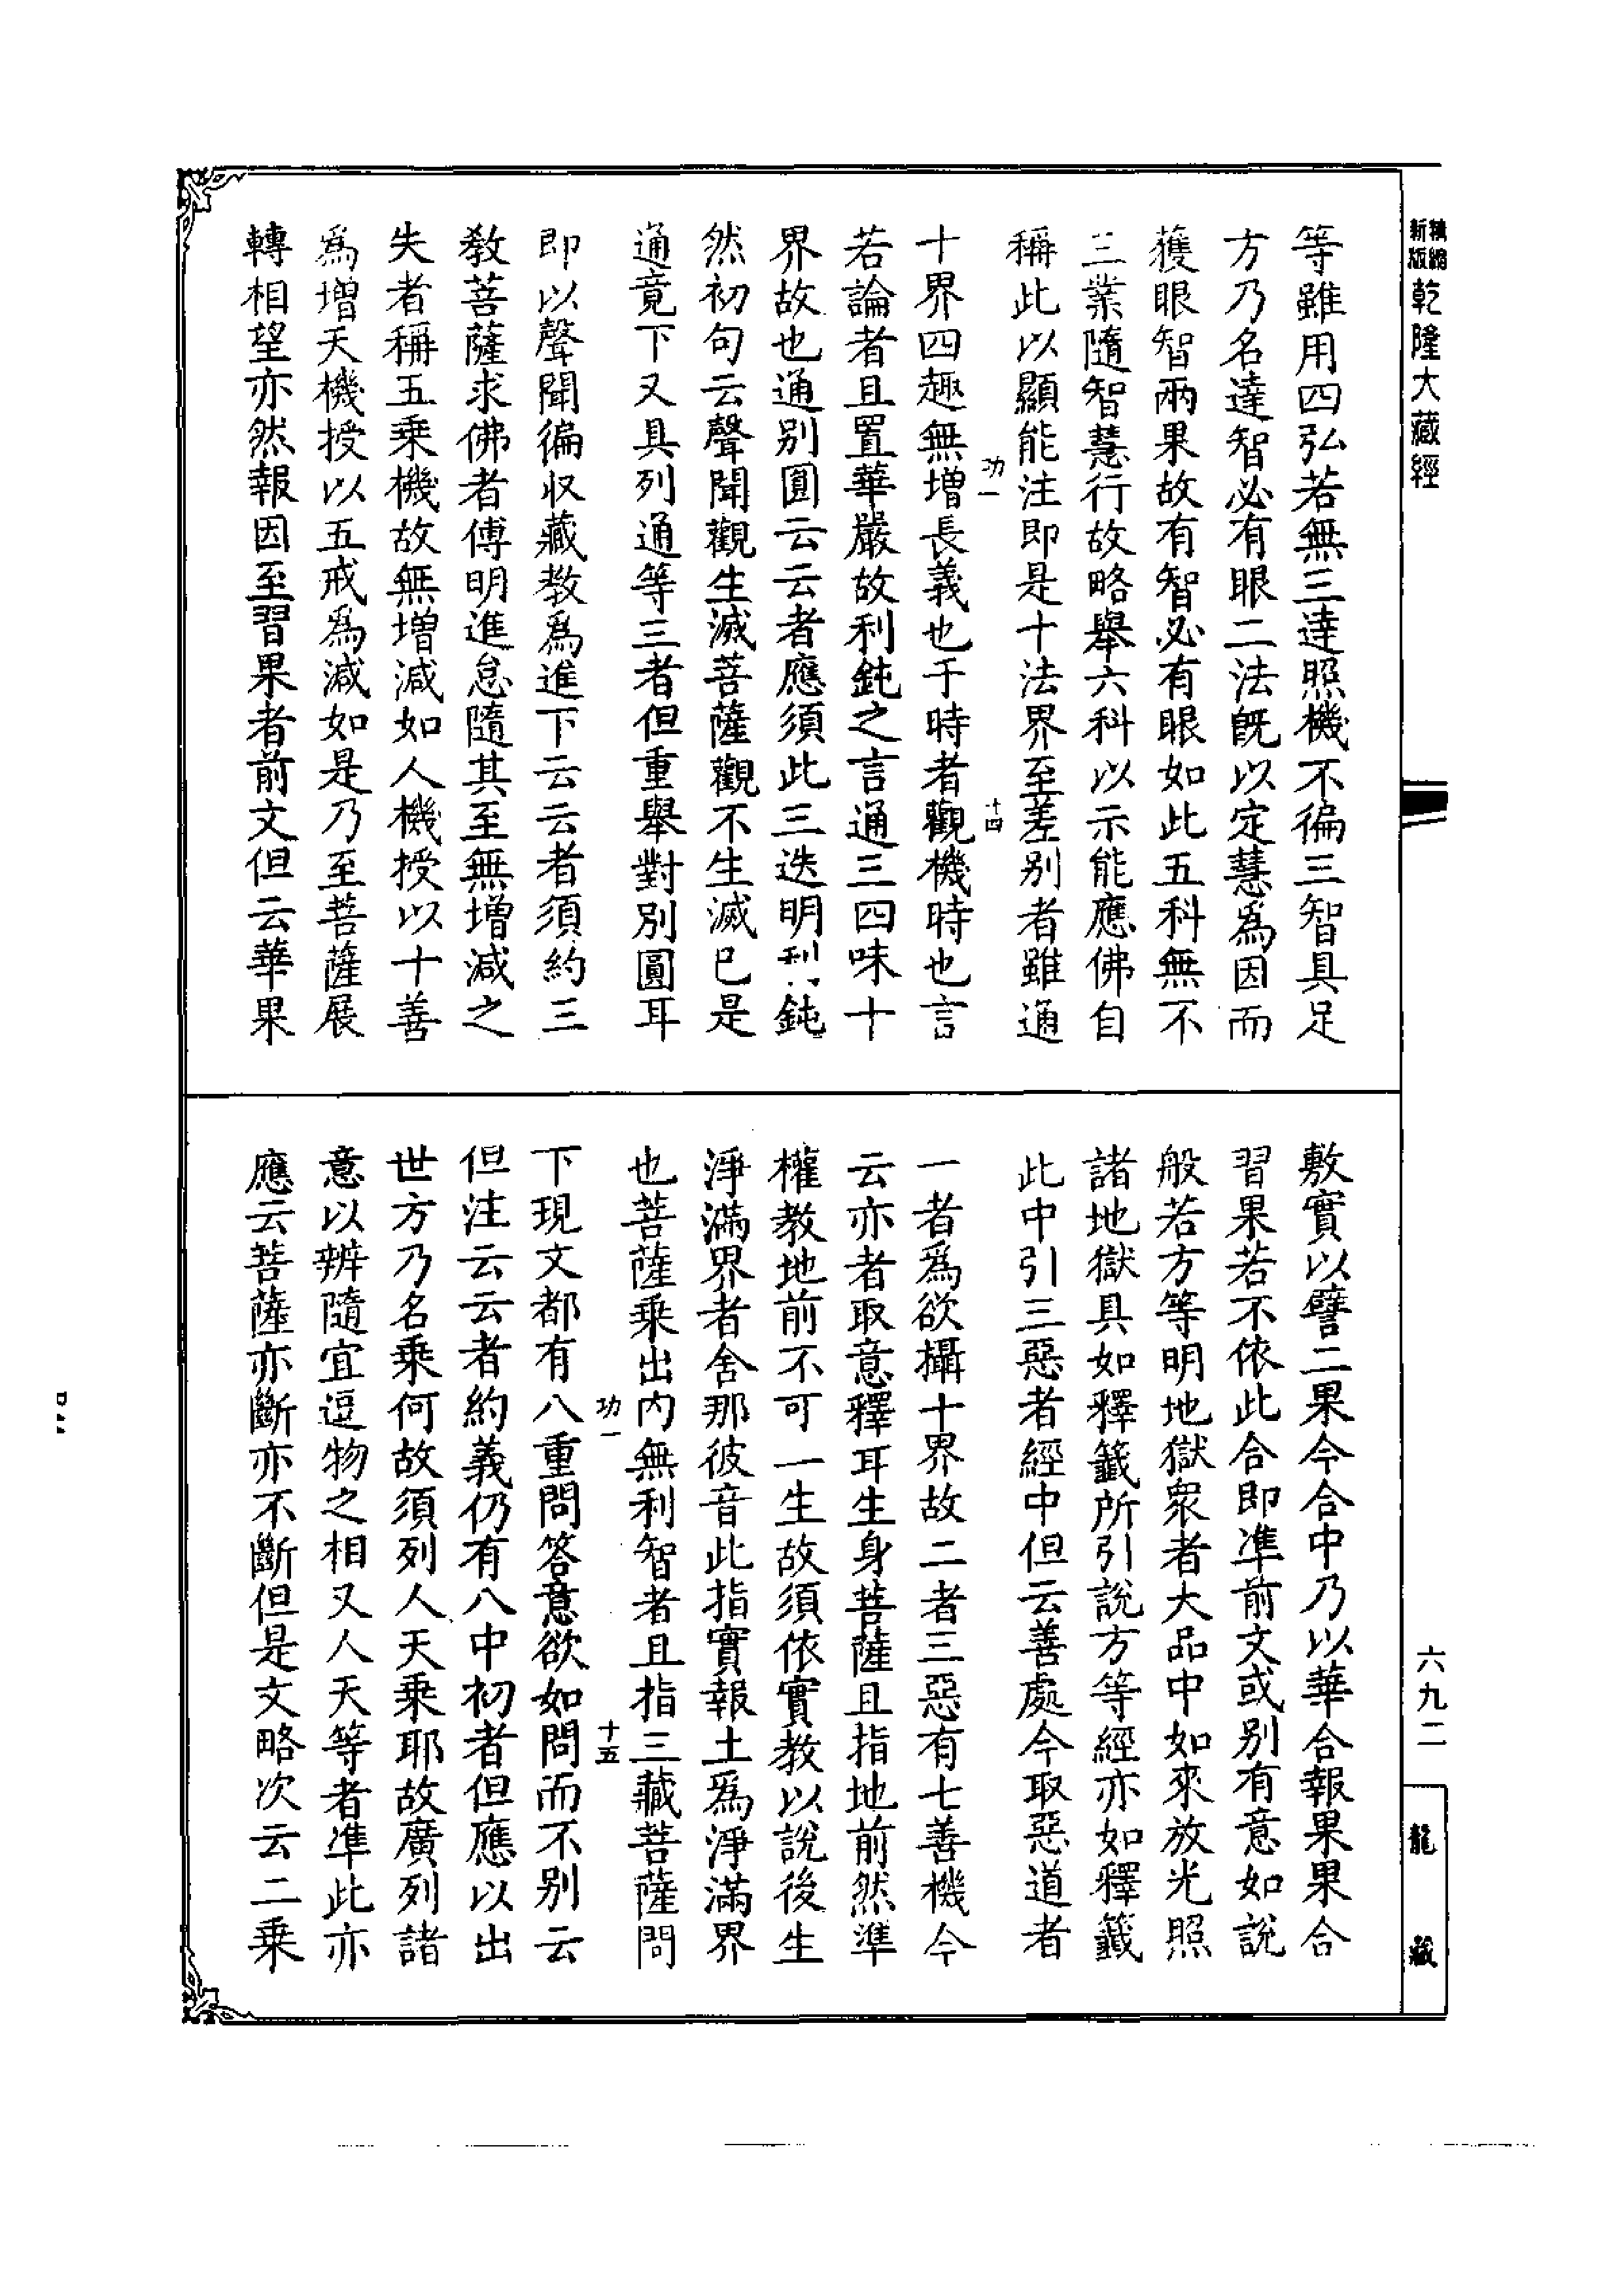 新編縮版乾隆大藏經
等雖用四弘若無三達照機不徧三智具足
方乃名達智必有眼二法旣以定慧爲因而
獲眼智兩果故有智必有眼如此五科無不
三業隨智慧行故略舉六科以示能應佛自
稱此以顯能注即是十法界至差別者雖通
功一
十四
十界四趣無增長義也于時者觀機時也言
若論者且置華嚴故利鈍之言通三四味十
界故也通別圓云云者應須此三迭明利鈍
然初句云聲聞觀生滅菩薩觀不生滅已是
通竟下又具列通等三者但重舉對別圓耳
即以聲聞徧収藏教爲進下云云者須約三
教菩薩求佛者傳明進怠隨其至無增減之
失者稱五乘機故無增減如人機授以十善
爲增天機授以五戒爲減如是乃至菩薩展
轉相望亦然報因至習果者前文但云華果
敷實以譬二果今合中乃以華合報果果合
習果若不依此合即準前文或別有意如說
般若方等明地獄眾者大品中如來放光照
諸地獄具如釋籤所引說方等經亦如釋籤
此中引三惡者經中但云善處今取惡道者
一者爲欲攝十界故二者三惡有七善機今
云亦者取意釋耳生身菩薩且指地前然準
權教地前不可一生故須依實教以說後生
淨滿界者舍那彼音此指實報土爲淨滿界
也菩薩乘出內無利智者且指三藏菩薩問
功一
十五
下現文都有八重問答意欲如問而不別云
但注云云者約義仍有八中初者但應以出
世方乃名乘何故須列人天乘耶故廣列諸
意以辨隨宜逗物之相又人天等者準此亦
應云菩薩亦斷亦不斷但是文略次云二乘
六九二
龍藏